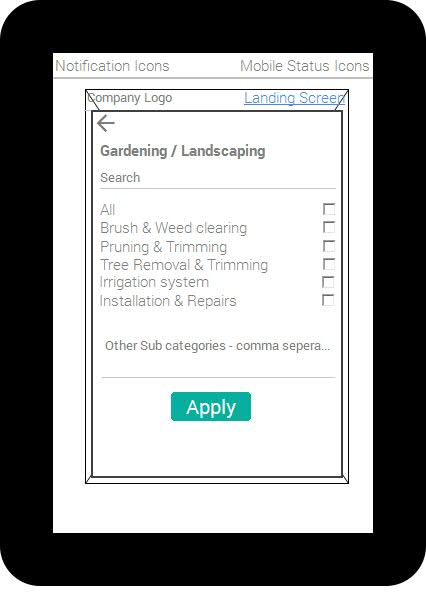 Notification Icons
Mobile Status Icons
Company Logo
Landing Screen
Gardening / Landscaping
Search
All
Brush & Weed clearing
Pruning & Trimming
Tree Removal & Trimming
Irrigation system
Installation & Repairs
Other Sub categories - comma sepera...
Apply